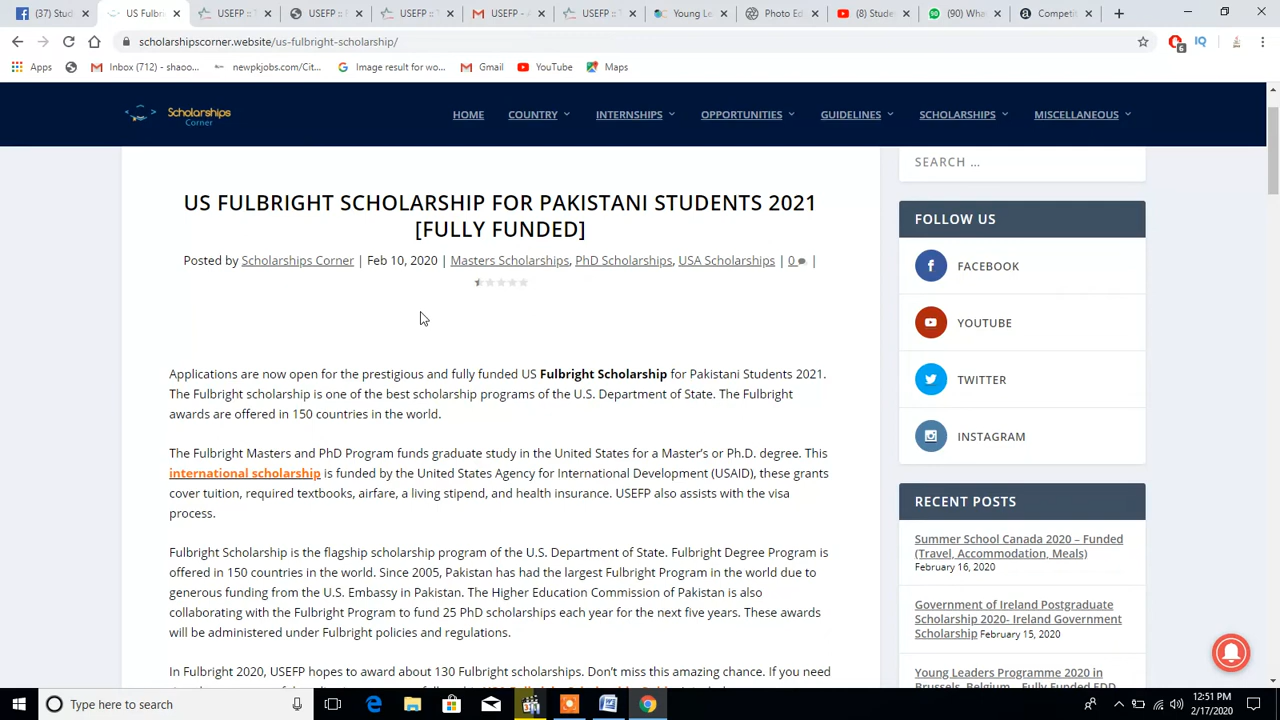 (37) Stud
US Fulbr
USEFP :: T
USEFP ::
USEFP :: T
USEFP - A
USEFP :: T
Young Le
Photo Ed
(8) Stude
(90) Wha
Competit
scholarshipscorner.website/us-fulbright-scholarship/
6
Apps
Inbox (712) - shaoo...
newpkjobs.com/Cit...
Image result for wo...
Gmail
YouTube
Maps
Scholarships
Corner
HOME COUNTRY INTERNSHIPS OPPORTUNITIES GUIDELINES SCHOLARSHIPS MISCELLANEOUS
US FULBRIGHT SCHOLARSHIP FOR PAKISTANI STUDENTS 2021
[FULLY FUNDED]
Posted by Scholarships Corner | Feb 10, 2020 | Masters Scholarships, PhD Scholarships, USA Scholarships | 0 |
Applications are now open for the prestigious and fully funded US Fulbright Scholarship for Pakistani Students 2021.
The Fulbright scholarship is one of the best scholarship programs of the U.S. Department of State. The Fulbright
awards are offered in 150 countries in the world.
The Fulbright Masters and PhD Program funds graduate study in the United States for a Master's or Ph.D. degree. This
international scholarship is funded by the United States Agency for International Development (USAID), these grants
cover tuition, required textbooks, airfare, a living stipend, and health insurance. USEFP also assists with the visa
process.
Fulbright Scholarship is the flagship scholarship program of the U.S. Department of State. Fulbright Degree Program is
offered in 150 countries in the world. Since 2005, Pakistan has had the largest Fulbright Program in the world due to
generous funding from the U.S. Embassy in Pakistan. The Higher Education Commission of Pakistan is also
collaborating with the Fulbright Program to fund 25 PhD scholarships each year for the next five years. These awards
will be administered under Fulbright policies and regulations.
In Fulbright 2020, USEFP hopes to award about 130 Fulbright scholarships. Don't miss this amazing chance. If you need
SEARCH …
FOLLOW US
FACEBOOK
YOUTUBE
TWITTER
INSTAGRAM
RECENT POSTS
Summer School Canada 2020 – Funded
(Travel, Accommodation, Meals)
February 16, 2020
Government of Ireland Postgraduate
Scholarship 2020- Ireland Government
Scholarship February 15, 2020
Young Leaders Programme 2020 in
Type here to search
12:51 PM
2/17/2020